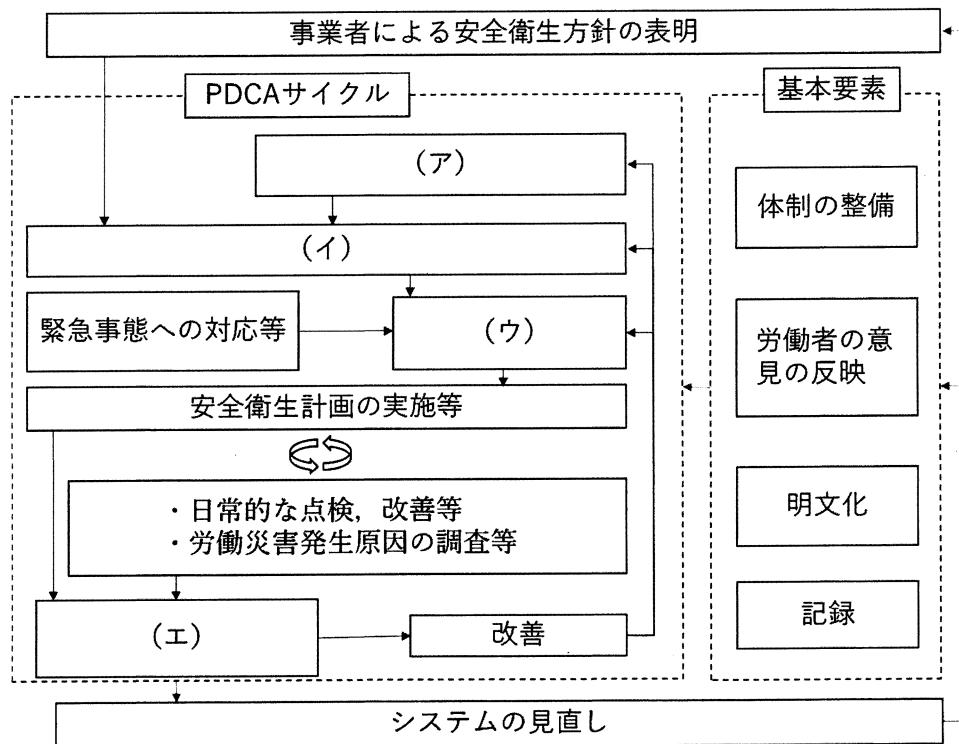 事業者による安全衛生方針の表明
PDCAサイクル
基本要素
(ア)
体制の整備
(イ)
緊急事態への対応等
(ウ)
労働者の意
見の反映
安全衛生計画の実施等
・日常的な点検，改善等
・労働災害発生原因の調査等
明文化
(エ)
改善
記録
システムの見直し